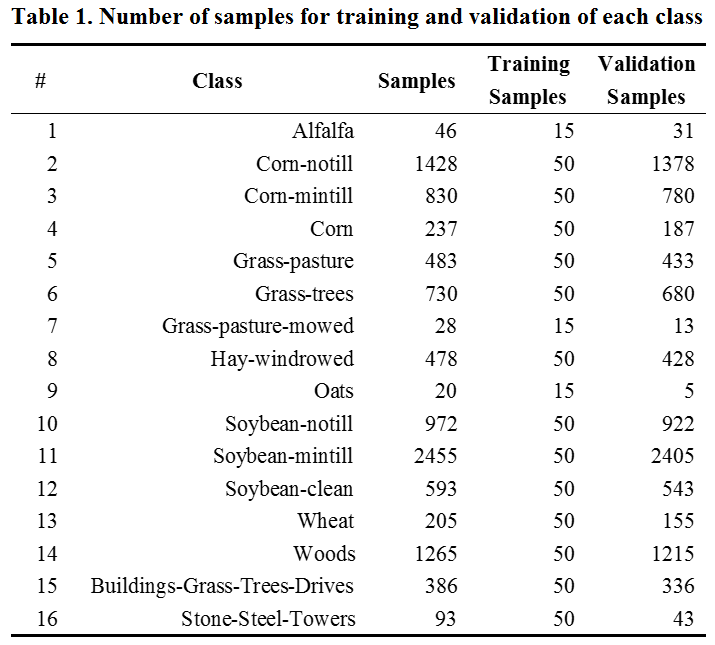 Table 1. Number of samples for training and validation of each class
# Class Samples Training Samples Validation Samples
1 Alfalfa 46 15 31
2 Corn-notill 1428 50 1378
3 Corn-mintill 830 50 780
4 Corn 237 50 187
5 Grass-pasture 483 50 433
6 Grass-trees 730 50 680
7 Grass-pasture-mowed 28 15 13
8 Hay-windrowed 478 50 428
9 Oats 20 15 5
10 Soybean-notill 972 50 922
11 Soybean-mintill 2455 50 2405
12 Soybean-clean 593 50 543
13 Wheat 205 50 155
14 Woods 1265 50 1215
15 Buildings-Grass-Trees-Drives 386 50 336
16 Stone-Steel-Towers 93 50 43